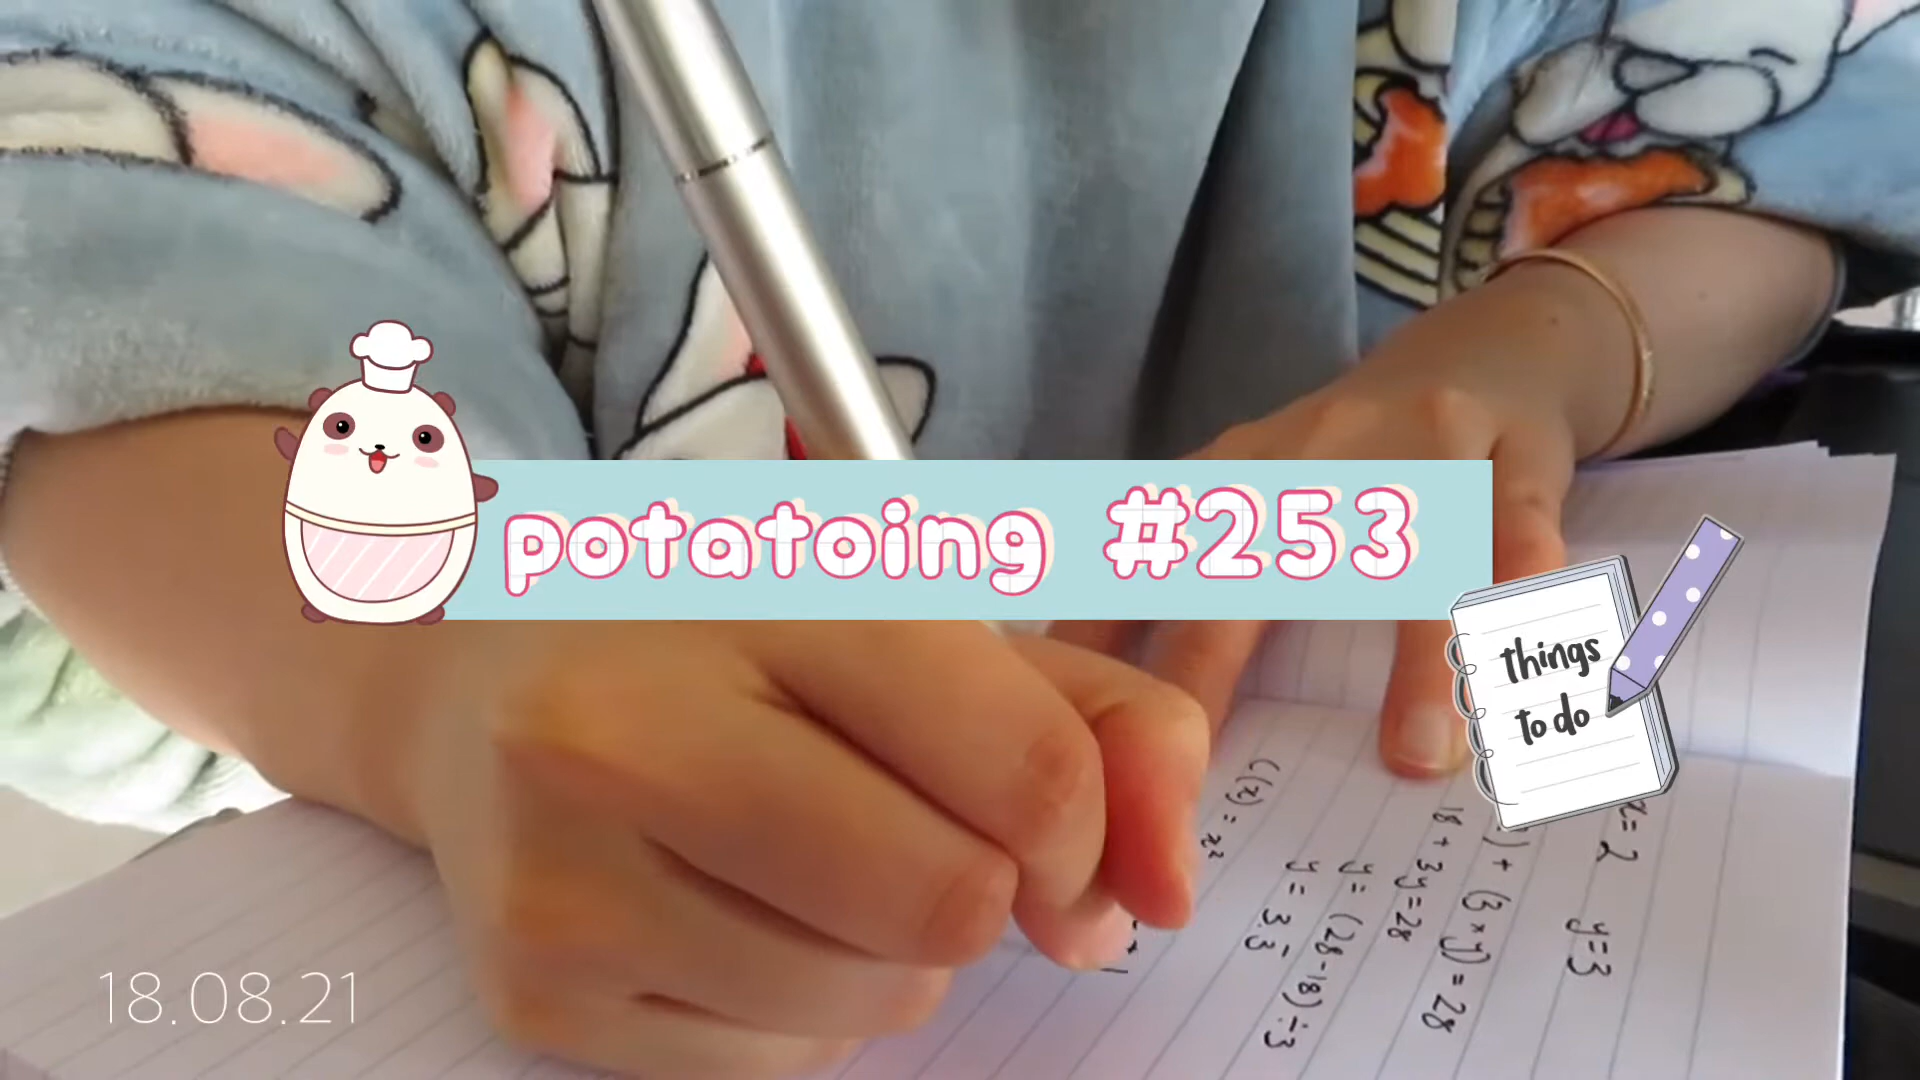 potatoing #253
things
to do
x=2 y=3
) + (3×y) = 28
18 + 3y = 28
y = (28-18)÷3
y = 3.3
C(x) = x²
18.08.21